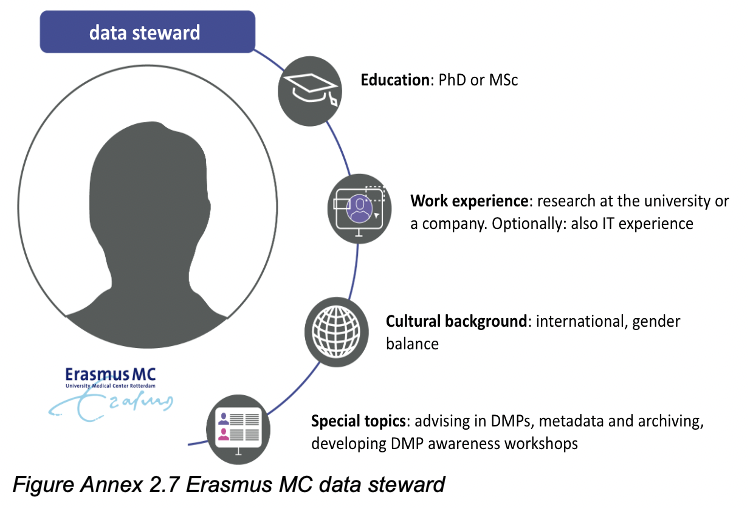 data steward
Education: PhD or MSc
Work experience: research at the university or
a company. Optionally: also IT experience
Cultural background: international, gender
balance
Erasmus MC
University Medical Center Rotterdam
Erasmus
Special topics: advising in DMPs, metadata and archiving,
developing DMP awareness workshops
Figure Annex 2.7 Erasmus MC data steward